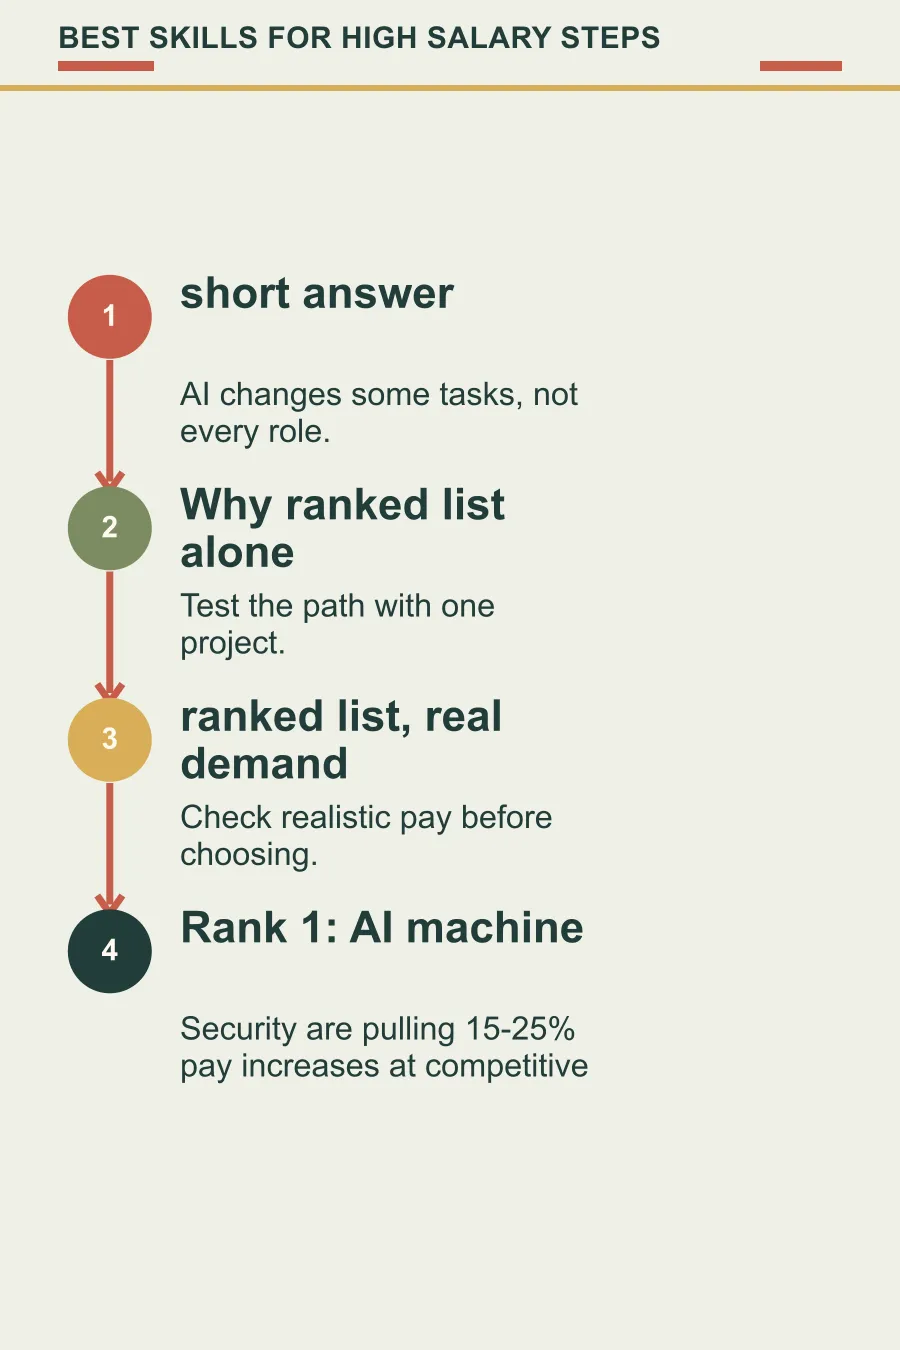 BEST SKILLS FOR HIGH SALARY STEPS
1
short answer
AI changes some tasks, not
every role.
2
Why ranked list
alone
Test the path with one
project.
3
ranked list, real
demand
Check realistic pay before
choosing.
4
Rank 1: AI machine
Security are pulling 15-25%
pay increases at competitive